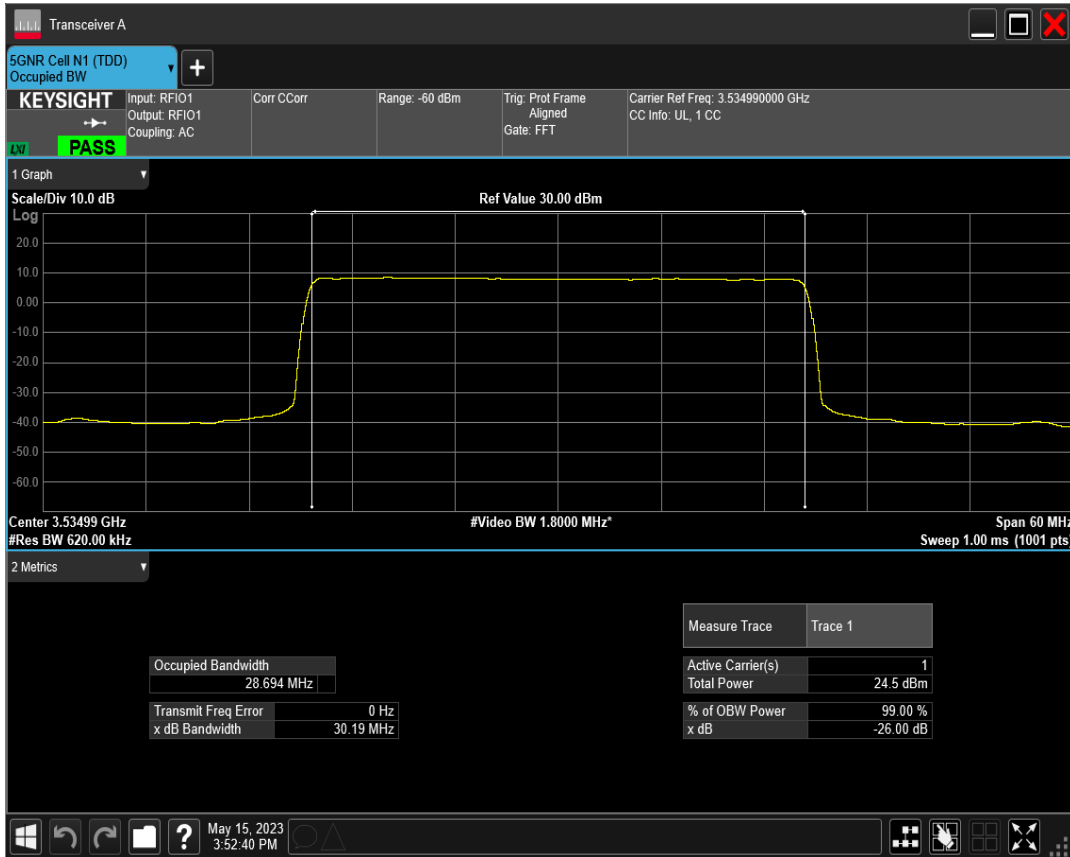 Transceiver A
5GNR Cell N1 (TDD)
Occupied BW
+
KEYSIGHT
LXI
PASS
Input: RFIO1
Output: RFIO1
Coupling: AC
Corr CCorr
Range: -60 dBm
Trig: Prot Frame
Aligned
Gate: FFT
Carrier Ref Freq: 3.534990000 GHz
CC Info: UL, 1 CC
1 Graph
Scale/Div 10.0 dB
Ref Value 30.00 dBm
Log
20.0
10.0
0.00
-10.0
-20.0
-30.0
-40.0
-50.0
-60.0
Center 3.53499 GHz
#Video BW 1.8000 MHz*
Span 60 MHz
#Res BW 620.00 kHz
Sweep 1.00 ms (1001 pts)
2 Metrics
Measure Trace Trace 1
Occupied Bandwidth
28.694 MHz
Active Carrier(s) 1
Total Power 24.5 dBm
Transmit Freq Error 0 Hz
x dB Bandwidth 30.19 MHz
% of OBW Power 99.00 %
x dB -26.00 dB
?
May 15, 2023
3:52:40 PM